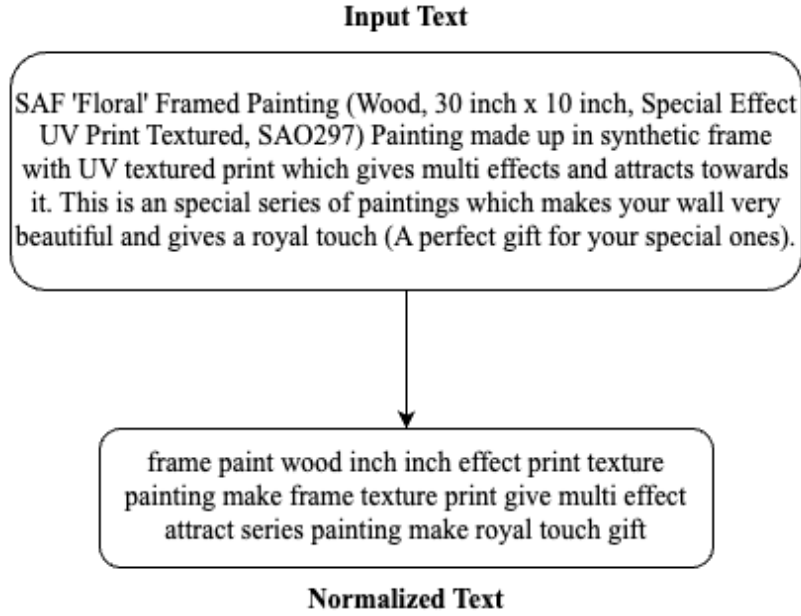 Input Text
SAF 'Floral' Framed Painting (Wood, 30 inch x 10 inch, Special Effect
UV Print Textured, SAO297) Painting made up in synthetic frame
with UV textured print which gives multi effects and attracts towards
it. This is an special series of paintings which makes your wall very
beautiful and gives a royal touch (A perfect gift for your special ones).
frame paint wood inch inch effect print texture
painting make frame texture print give multi effect
attract series painting make royal touch gift
Normalized Text